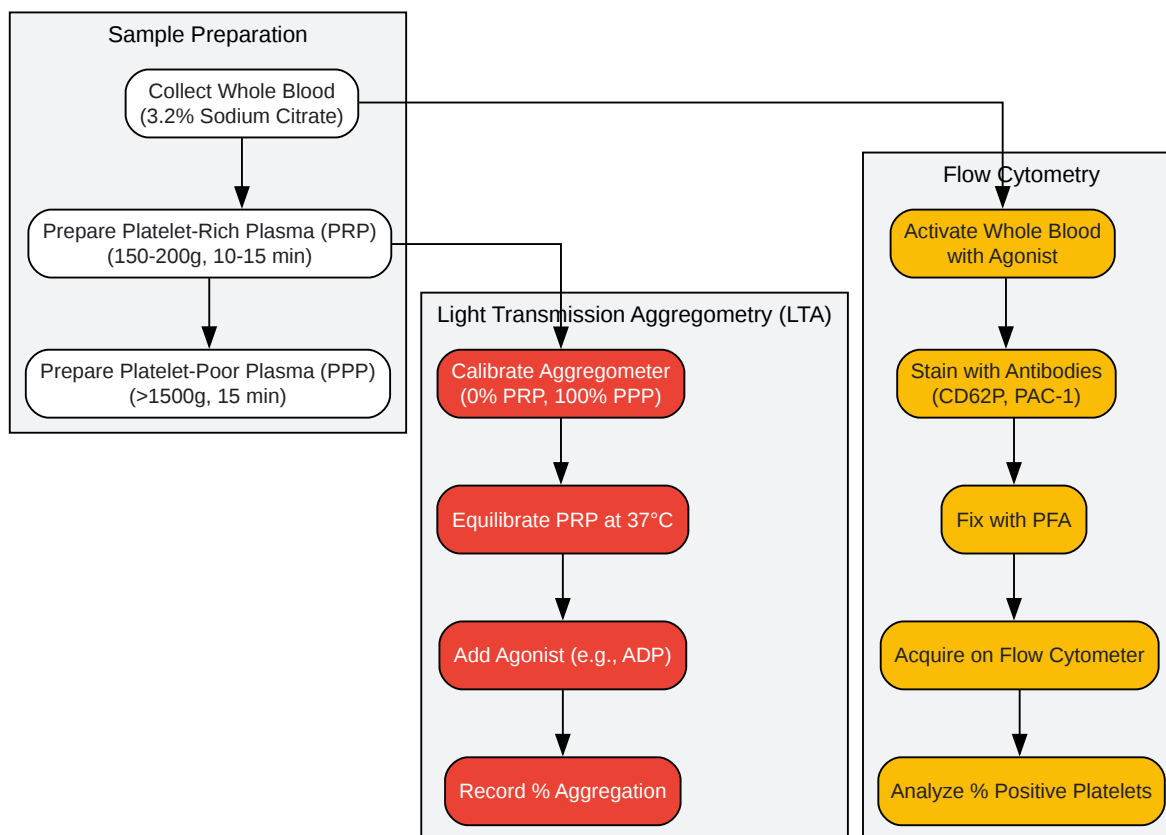 Sample Preparation
Collect Whole Blood
(3.2% Sodium Citrate)
Prepare Platelet-Rich Plasma (PRP)
(150-200g, 10-15 min)
Prepare Platelet-Poor Plasma (PPP)
(>1500g, 15 min)
Light Transmission Aggregometry (LTA)
Calibrate Aggregometer
(0% PRP, 100% PPP)
Equilibrate PRP at 37°C
Add Agonist (e.g., ADP)
Record % Aggregation
Flow Cytometry
Activate Whole Blood
with Agonist
Stain with Antibodies
(CD62P, PAC-1)
Fix with PFA
Acquire on Flow Cytometer
Analyze % Positive Platelets